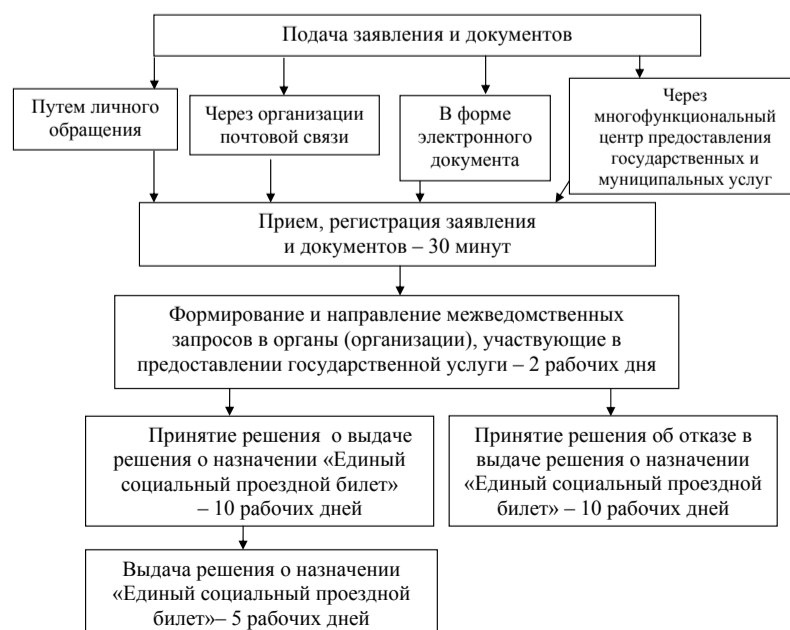 Подача заявления и документов
Путем личного
обращения
Через организации
почтовой связи
В форме
электронного
документа
Через
многофункциональный
центр предоставления
государственных и
муниципальных услуг
Прием, регистрация заявления
и документов – 30 минут
Формирование и направление межведомственных
запросов в органы (организации), участвующие в
предоставлении государственной услуги – 2 рабочих дня
Принятие решения о выдаче
решения о назначении «Единый
социальный проездной билет»
– 10 рабочих дней
Принятие решения об отказе в
выдаче решения о назначении
«Единый социальный проездной
билет» – 10 рабочих дней
Выдача решения о назначении
«Единый социальный проездной
билет»– 5 рабочих дней